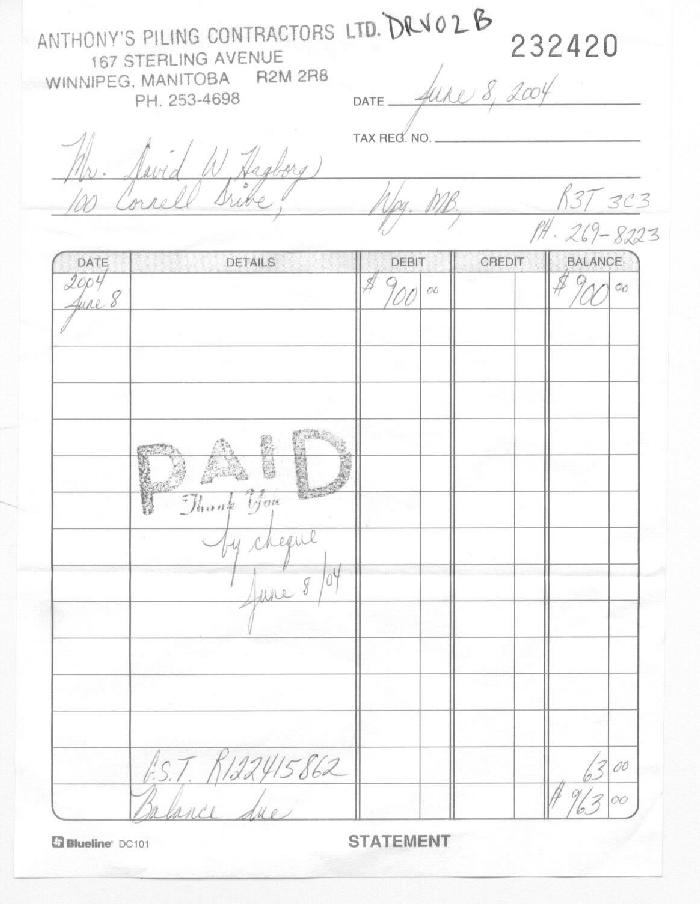 ANTHONY'S PILING CONTRACTORS LTD. DRV02B
167 STERLING AVENUE
WINNIPEG, MANITOBA R2M 2R8
PH. 253-4698
232420
DATE June 8, 2004
TAX REG. NO.
Mr. David W Hagborg
100 Cornell Drive, Wpg. MB, R3T 3C3
PH. 269-8223
DATE DETAILS DEBIT CREDIT BALANCE
2004
June 8 $900 00 $900 00
PAID
Thank You
by cheque
June 8/04
G.S.T. R122415862 63 00
Balance due $963 00
Blueline DC101 STATEMENT